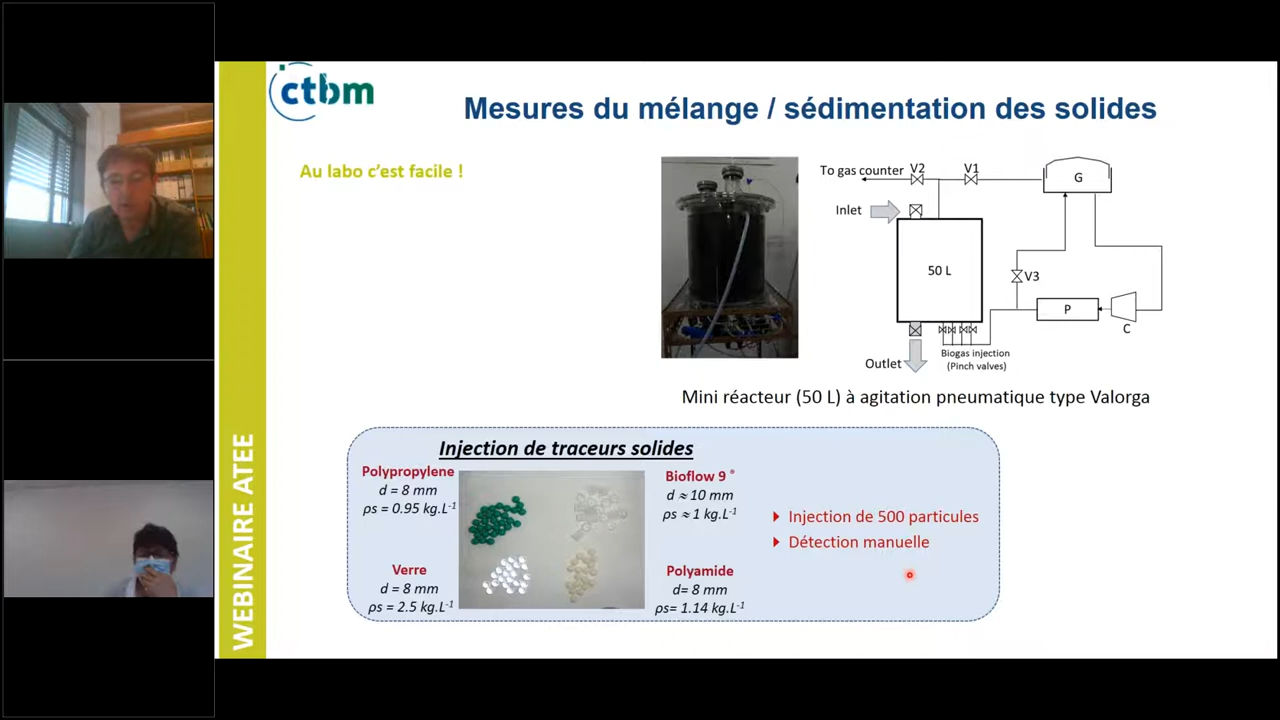 ctbm
Mesures du mélange / sédimentation des solides
Au labo c'est facile !
To gas counter
V2
V1
G
Inlet
50 L
V3
P
C
Biogas injection
(Pinch valves)
Outlet
Mini réacteur (50 L) à agitation pneumatique type Valorga
Injection de traceurs solides
Polypropylene
d = 8 mm
ρs = 0.95 kg.L-1
Bioflow 9 ®
d ≈ 10 mm
ρs ≈ 1 kg.L-1
Verre
d = 8 mm
ρs = 2.5 kg.L-1
Polyamide
d= 8 mm
ρs= 1.14 kg.L-1
Injection de 500 particules
Détection manuelle
WEBINAIRE ATEE